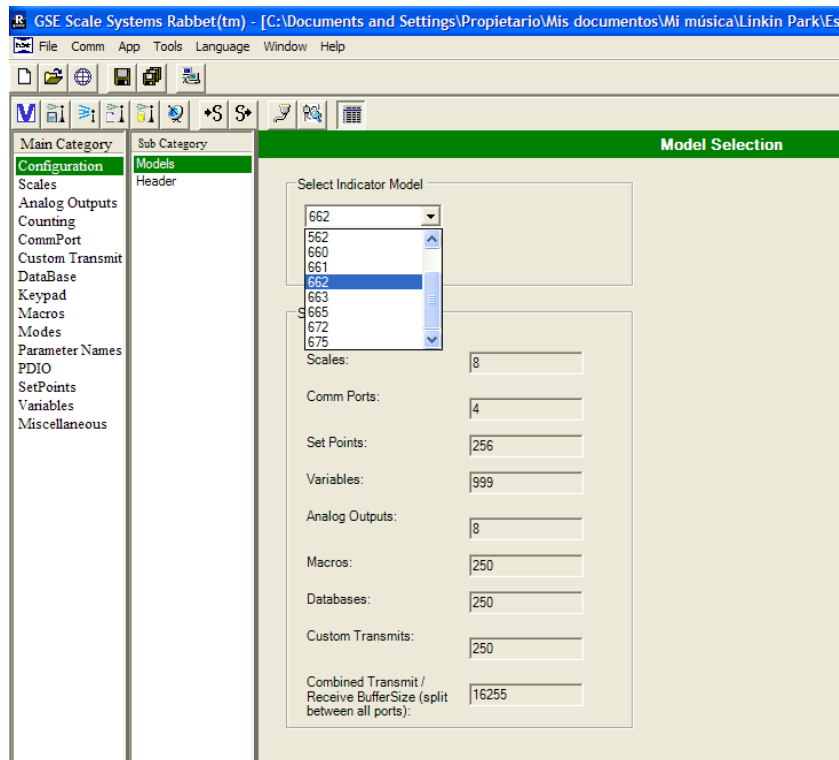 GSE Scale Systems Rabbet(tm) - [C:\Documents and Settings\Propietario\Mis documentos\Mi música\Linkin Park\Es
File Comm App Tools Language Window Help
V S S
Main Category
Configuration
Scales
Analog Outputs
Counting
CommPort
Custom Transmit
DataBase
Keypad
Macros
Modes
Parameter Names
PDIO
SetPoints
Variables
Miscellaneous
Sub Category
Models
Header
Model Selection
Select Indicator Model
662
562
660
661
662
663
665
672
675
S
Scales: 8
Comm Ports: 4
Set Points: 256
Variables: 999
Analog Outputs: 8
Macros: 250
Databases: 250
Custom Transmits: 250
Combined Transmit /
Receive BufferSize (split 16255
between all ports):